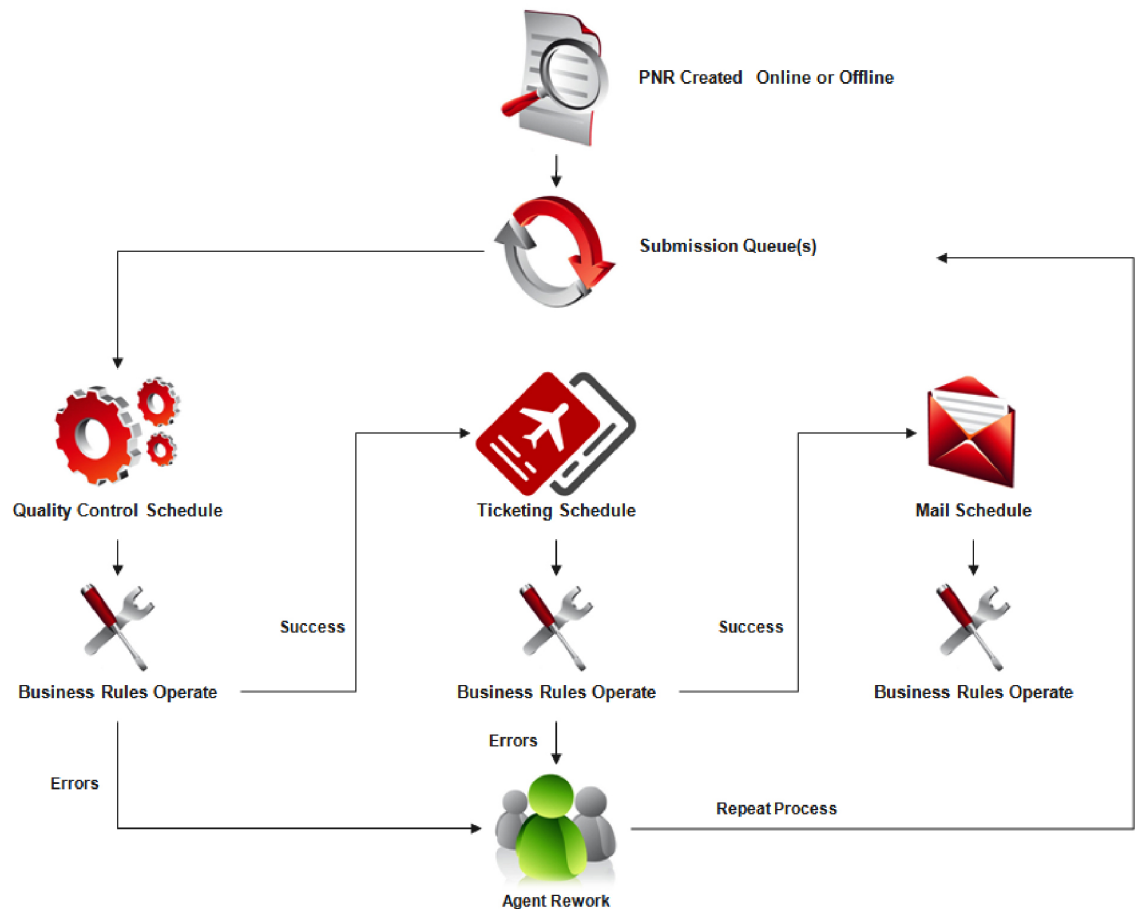 PNR Created Online or Offline
Submission Queue(s)
Quality Control Schedule
Ticketing Schedule
Mail Schedule
Success
Success
Business Rules Operate
Business Rules Operate
Business Rules Operate
Errors
Errors
Repeat Process
Agent Rework